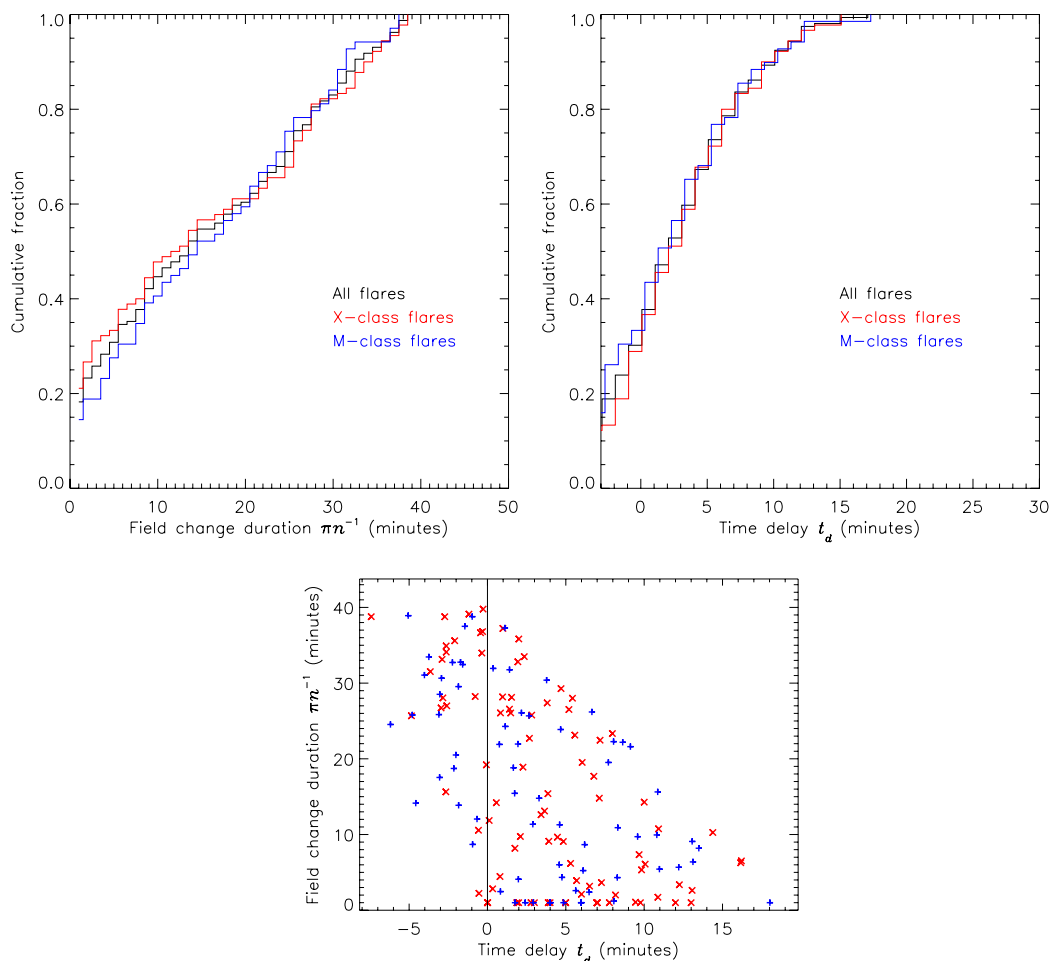 1.0
0.8
0.6
0.4
0.2
0.0
Cumulative fraction
All flares
X-class flares
M-class flares
0 10 20 30 40 50
Field change duration πn⁻¹ (minutes)
1.0
0.8
0.6
0.4
0.2
0.0
Cumulative fraction
All flares
X-class flares
M-class flares
0 5 10 15 20 25 30
Time delay t_d (minutes)
40
30
20
10
0
Field change duration πn⁻¹ (minutes)
−5 0 5 10 15
Time delay t_d (minutes)